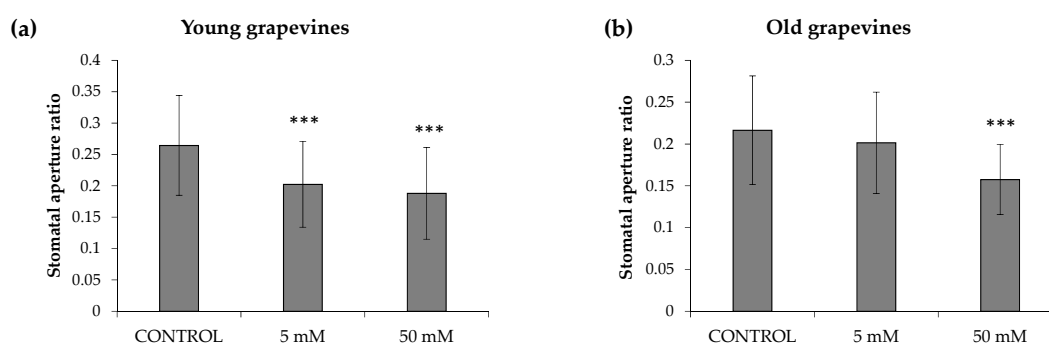 (a)
Young grapevines
Stomatal aperture ratio
0.4
0.35
0.3
0.25
0.2
0.15
0.1
0.05
0
***
***
CONTROL 5 mM 50 mM
(b)
Old grapevines
Stomatal aperture ratio
0.3
0.25
0.2
0.15
0.1
0.05
0
***
CONTROL 5 mM 50 mM